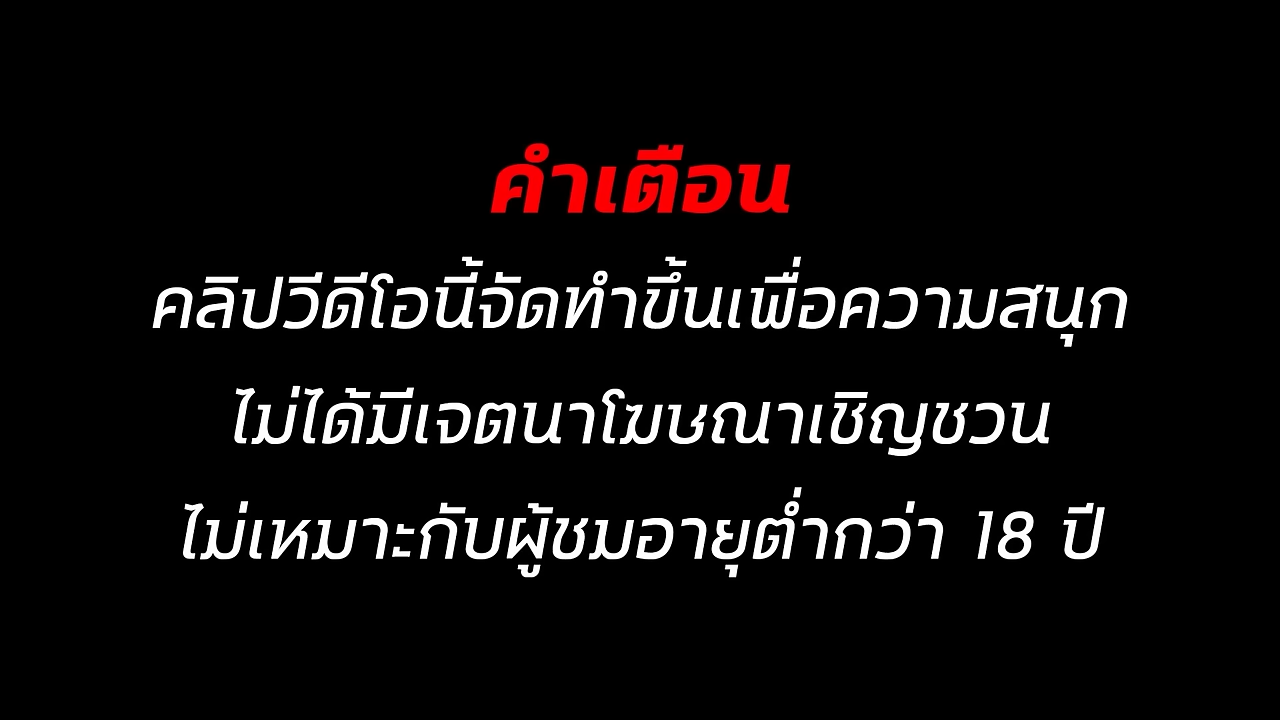 คำเตือน
คลิปวีดีโอนี้จัดทำขึ้นเพื่อความสนุก
ไม่ได้มีเจตนาโฆษณาเชิญชวน
ไม่เหมาะกับผู้ชมอายุต่ำกว่า 18 ปี